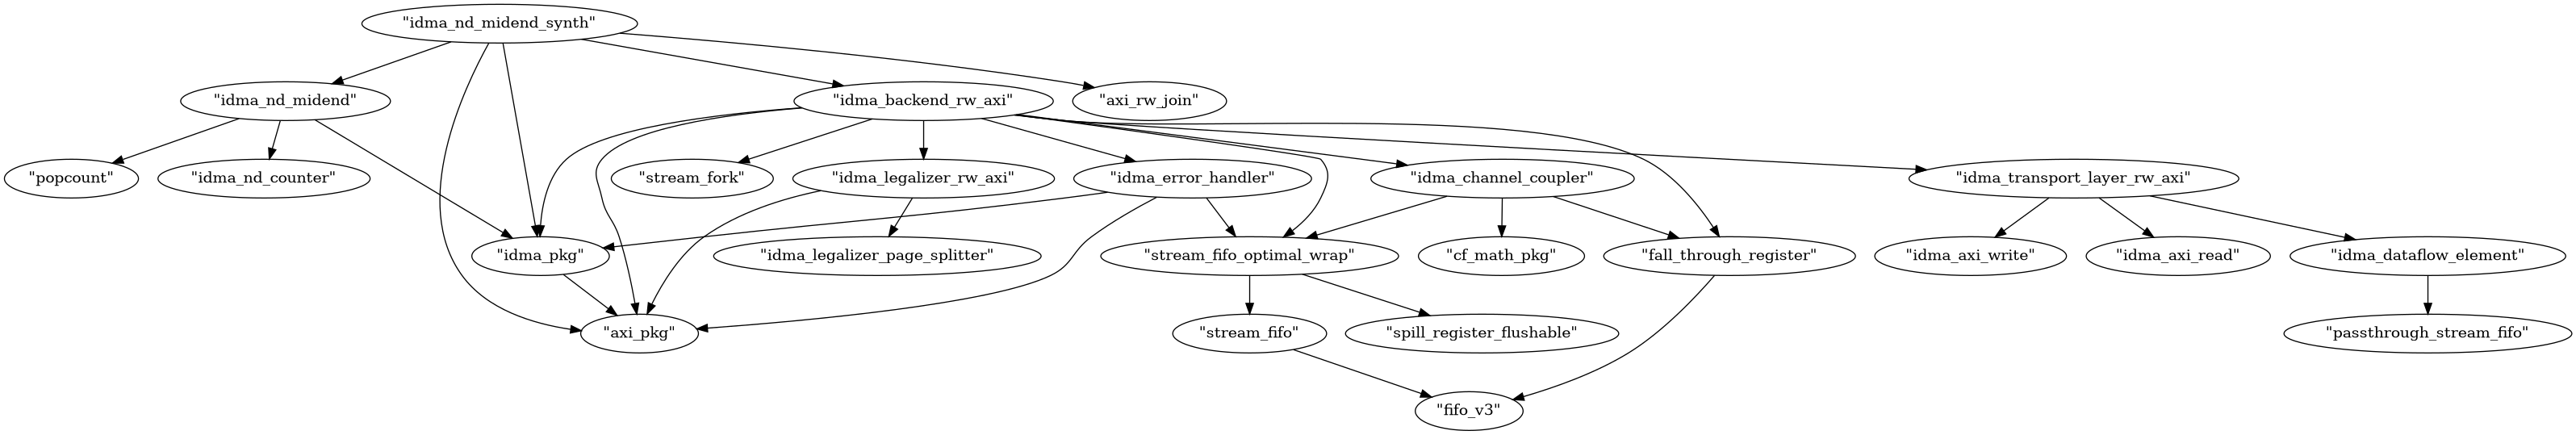 "idma_nd_midend_synth"
"idma_nd_midend"
"idma_backend_rw_axi"
"axi_rw_join"
"popcount"
"idma_nd_counter"
"stream_fork"
"idma_legalizer_rw_axi"
"idma_error_handler"
"idma_channel_coupler"
"idma_transport_layer_rw_axi"
"idma_pkg"
"idma_legalizer_page_splitter"
"stream_fifo_optimal_wrap"
"cf_math_pkg"
"fall_through_register"
"idma_axi_write"
"idma_axi_read"
"idma_dataflow_element"
"axi_pkg"
"stream_fifo"
"spill_register_flushable"
"passthrough_stream_fifo"
"fifo_v3"